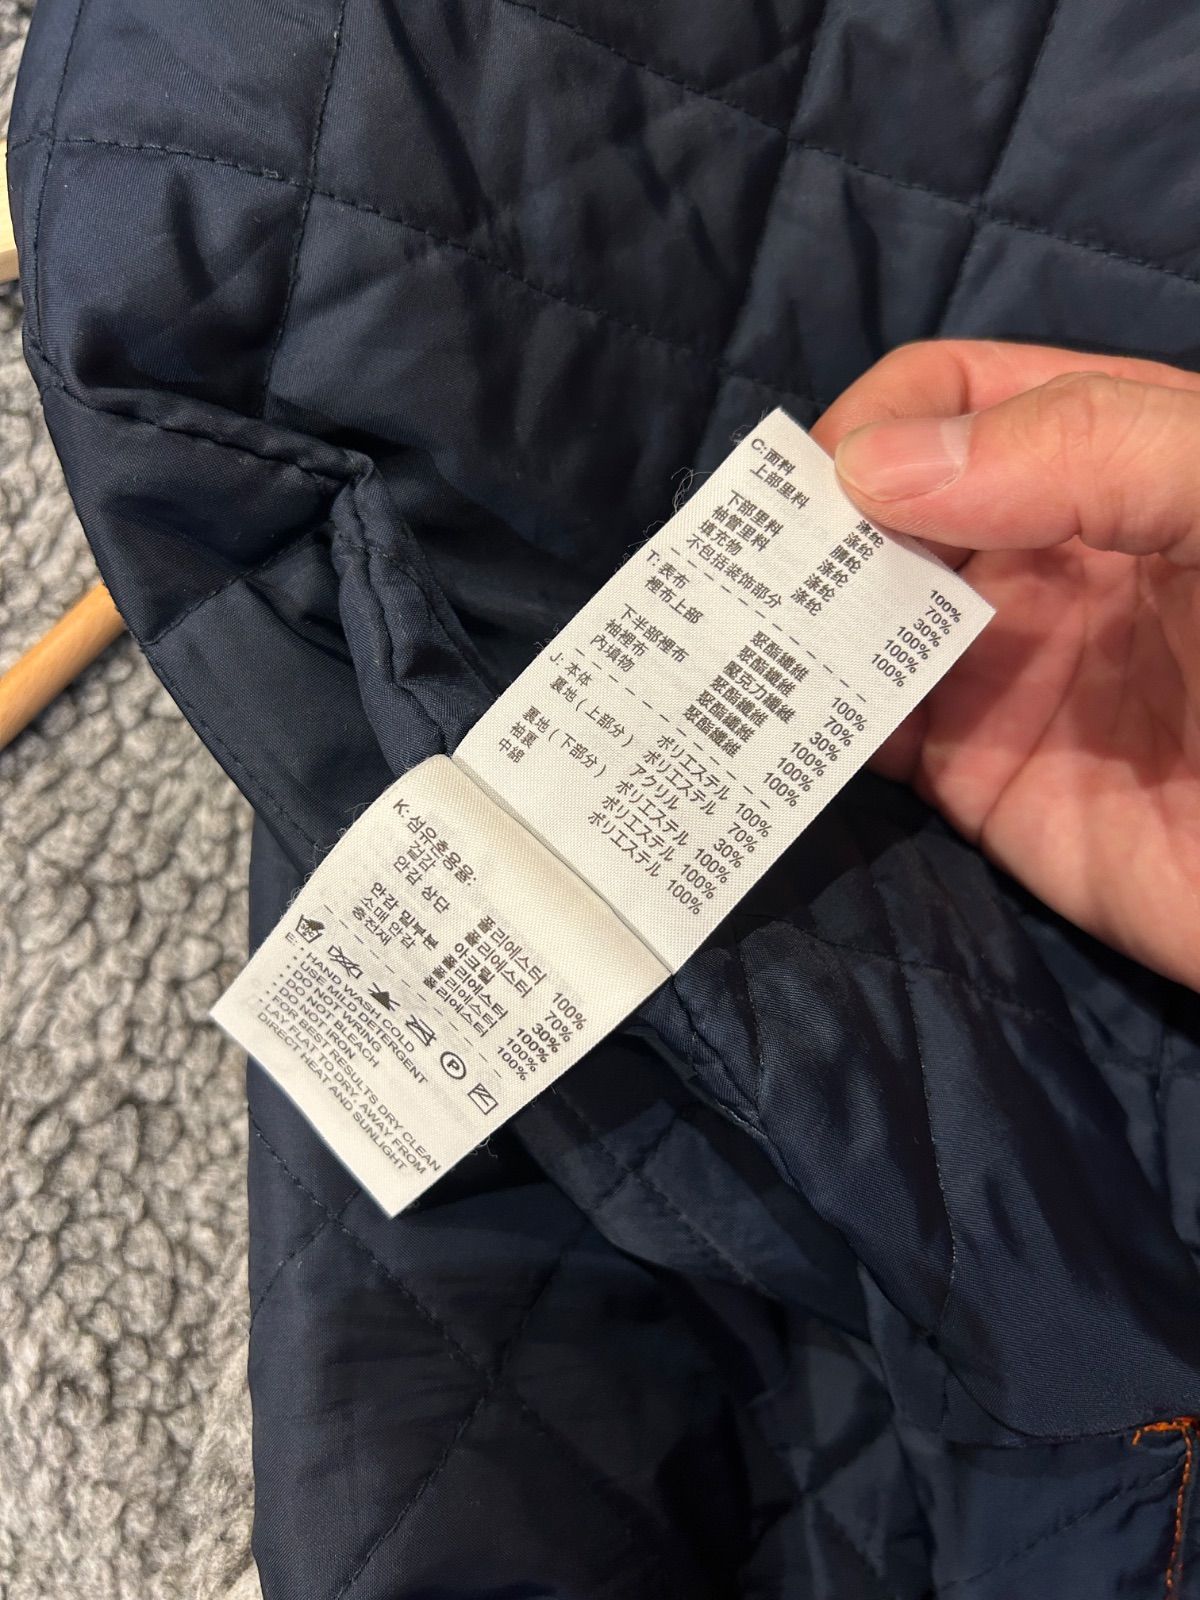 C: 面料 涤纶 100%
上部里料 涤纶 70%
腈纶 30%
下部里料 涤纶 100%
袖管里料 涤纶 100%
填充物 涤纶 100%
不包括装饰部分
T: 表布 聚酯纖維 100%
裡布上部 聚酯纖維 70%
壓克力纖維 30%
下半部裡布 聚酯纖維 100%
袖裡布 聚酯纖維 100%
內填物 聚酯纖維 100%
J: 本体 ポリエステル 100%
裏地 (上部分) ポリエステル 70%
アクリル 30%
裏地 (下部分) ポリエステル 100%
袖裏 ポリエステル 100%
中綿 ポリエステル 100%
K: 섬유혼용율:
겉감 폴리에스터 100%
안감 상단 폴리에스터 70%
아크릴 30%
안감 밑부분 폴리에스터 100%
소매 안감 폴리에스터 100%
충전재 폴리에스터 100%
P
E: · HAND WASH COLD
· USE MILD DETERGENT
· DO NOT WRING
· DO NOT BLEACH
· DO NOT IRON
· FOR BEST RESULTS DRY CLEAN
· LAY FLAT TO DRY. AWAY FROM
DIRECT HEAT AND SUNLIGHT